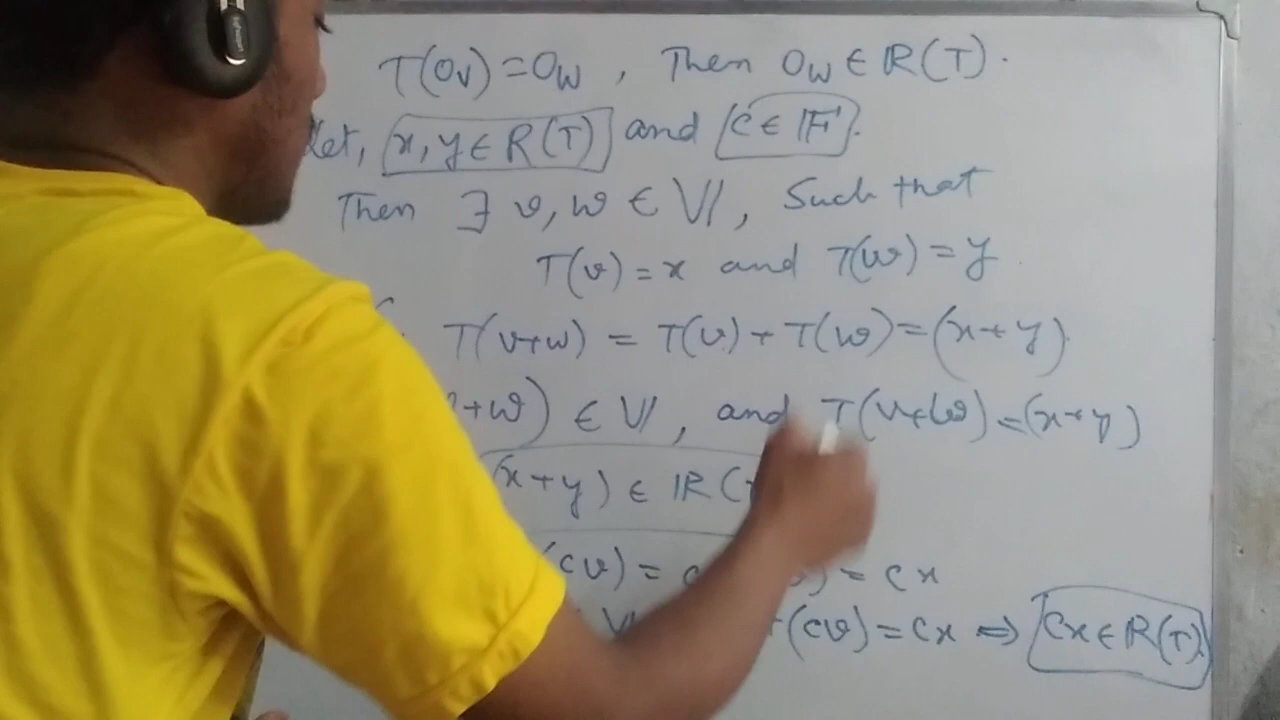 T(0v) = 0w , Then 0w ∈ R(T).
Let, x, y ∈ R(T) and c ∈ F.
Then ∃ v, w ∈ V, Such that
T(v) = x and T(w) = y
T(v+w) = T(v) + T(w) = (x+y)
+w) ∈ V, and T(v+w) = (x+y)
(x+y) ∈ R(
(cv) = c ) = cx
V (cv) = cx ⇒ cx ∈ R(T).